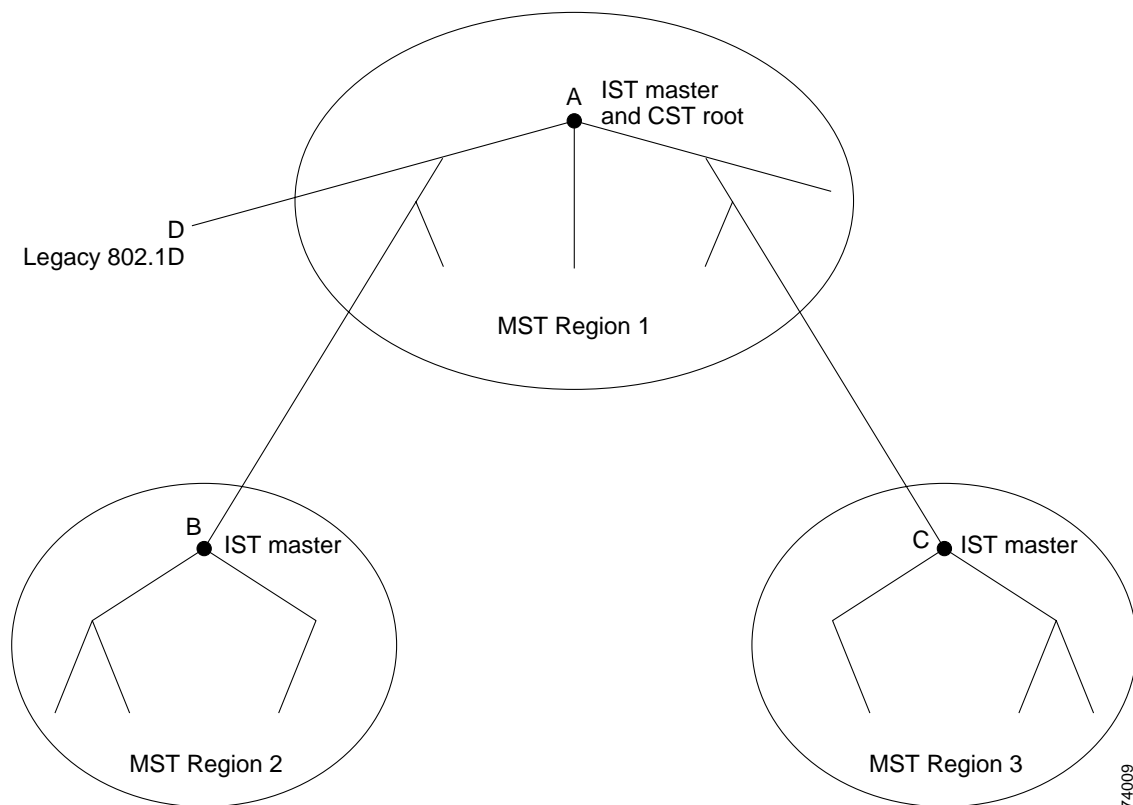 A
IST master
and CST root
D
Legacy 802.1D
MST Region 1
B
IST master
C
IST master
MST Region 2
MST Region 3
74009